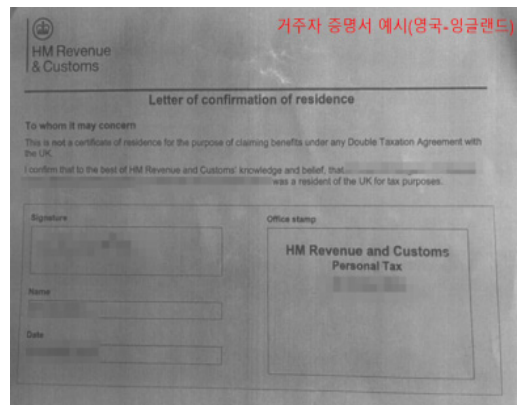 거주자 증명서 예시(영국-잉글랜드)
HM Revenue
& Customs
Letter of confirmation of residence
To whom it may concern
This is not a certificate of residence for the purpose of claiming benefits under any Double Taxation Agreement with
the UK.
I confirm that to the best of HM Revenue and Customs' knowledge and belief, that
was a resident of the UK for tax purposes.
Signature
Office stamp:
HM Revenue and Customs
Personal Tax
Name
Date